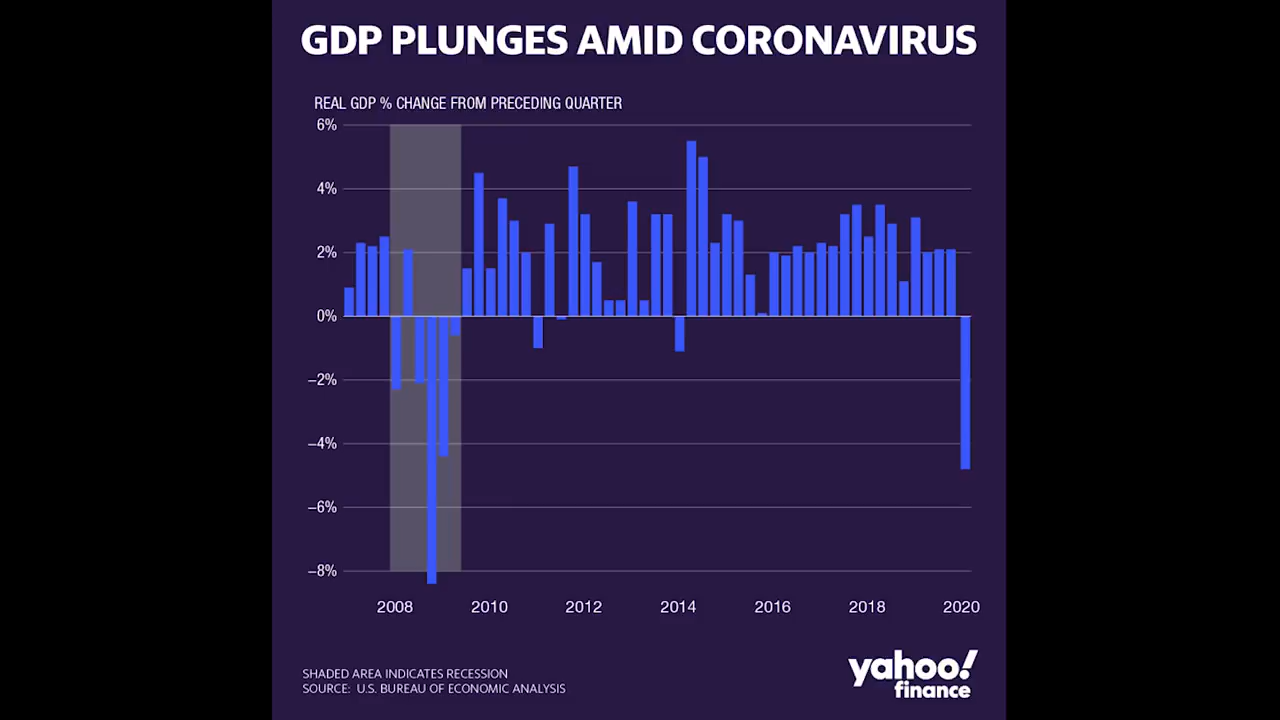 GDP PLUNGES AMID CORONAVIRUS
REAL GDP % CHANGE FROM PRECEDING QUARTER
6%
4%
2%
0%
–2%
–4%
–6%
–8%
2008 2010 2012 2014 2016 2018 2020
SHADED AREA INDICATES RECESSION
SOURCE: U.S. BUREAU OF ECONOMIC ANALYSIS
yahoo!
finance